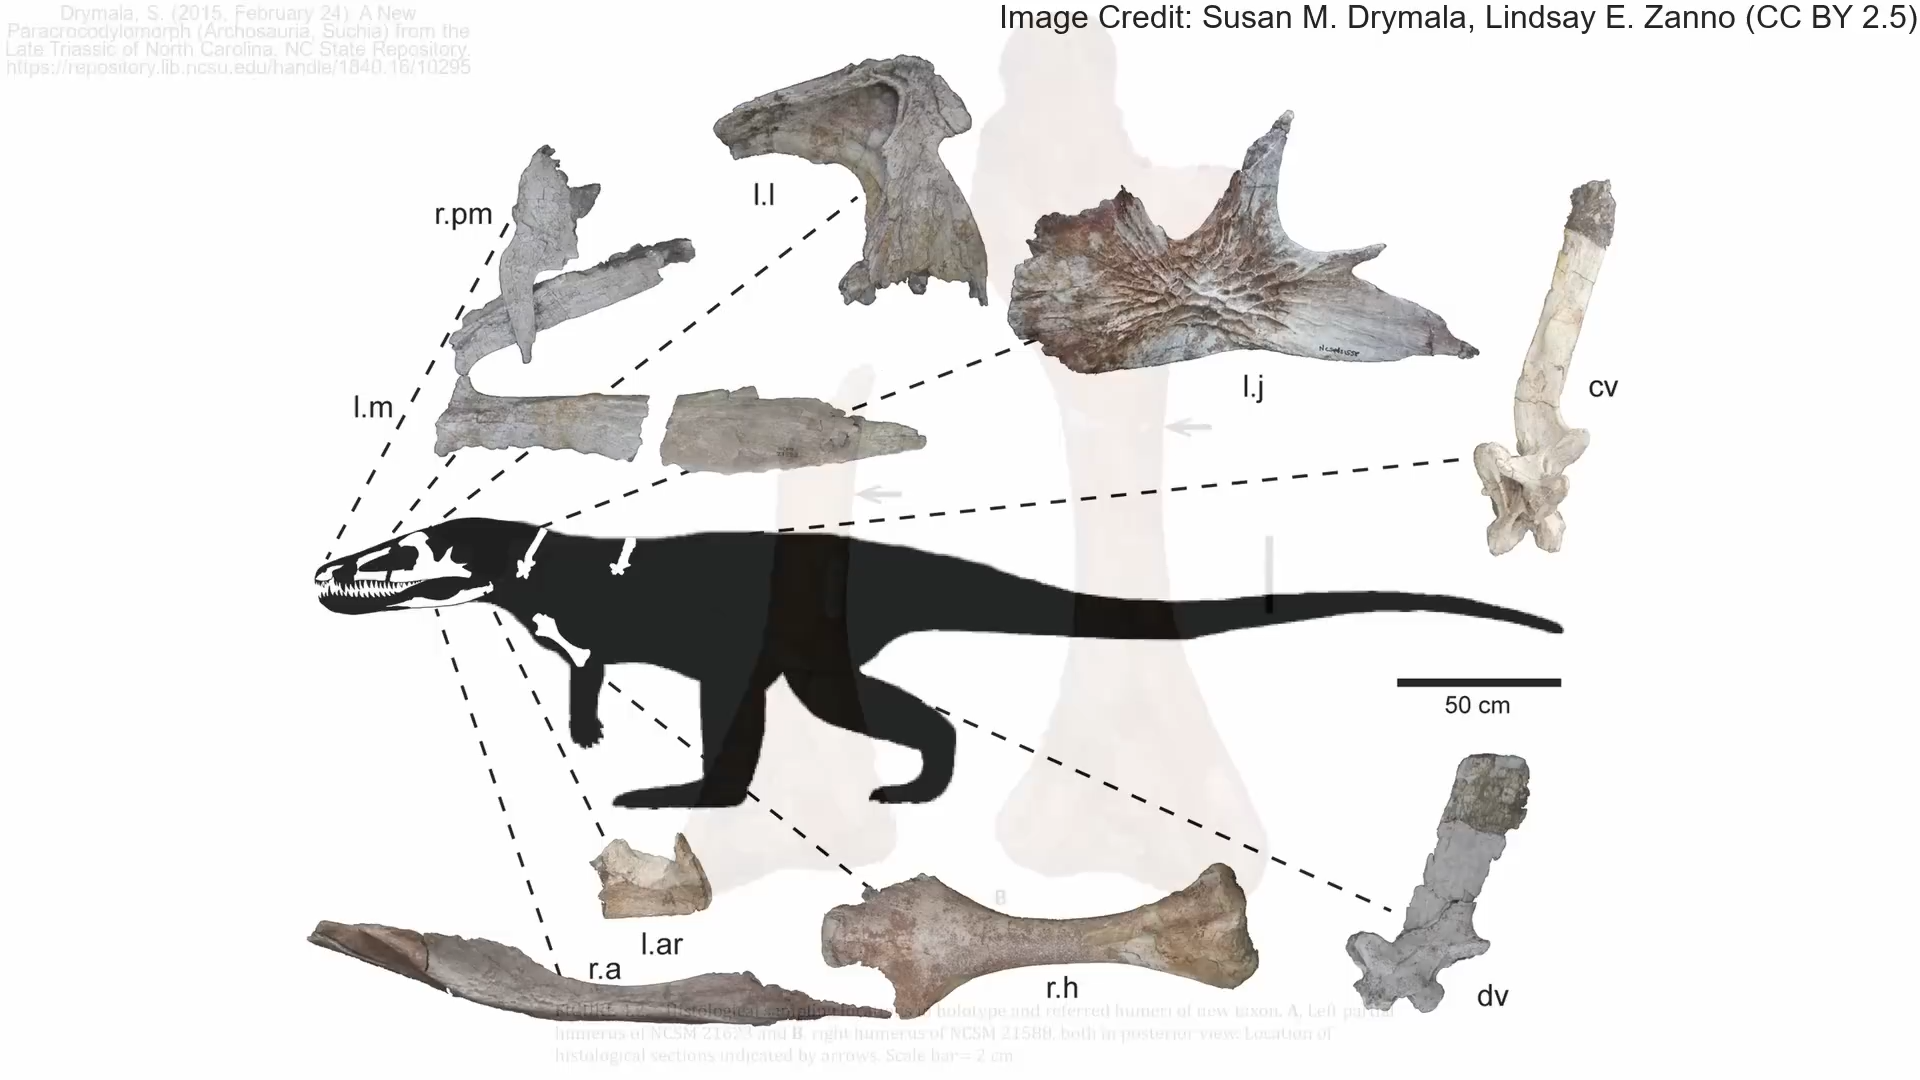 Drymala, S. (2015, February 24) A New
Paracrocodylomorph (Archosauria, Suchia) from the
Late Triassic of North Carolina. NC State Repository.
https://repository.lib.ncsu.edu/handle/1840.16/10295
Image Credit: Susan M. Drymala, Lindsay E. Zanno (CC BY 2.5)
r.pm
l.l
l.j
cv
l.m
50 cm
B
l.ar
r.a
r.h
dv
Histological sampling locations holotype and referred humeri of new taxon. A, Left partial
humerus of NCSM 21623 and B, right humerus of NCSM 21588, both in posterior view. Location of
histological sections indicated by arrows. Scale bar= 2 cm